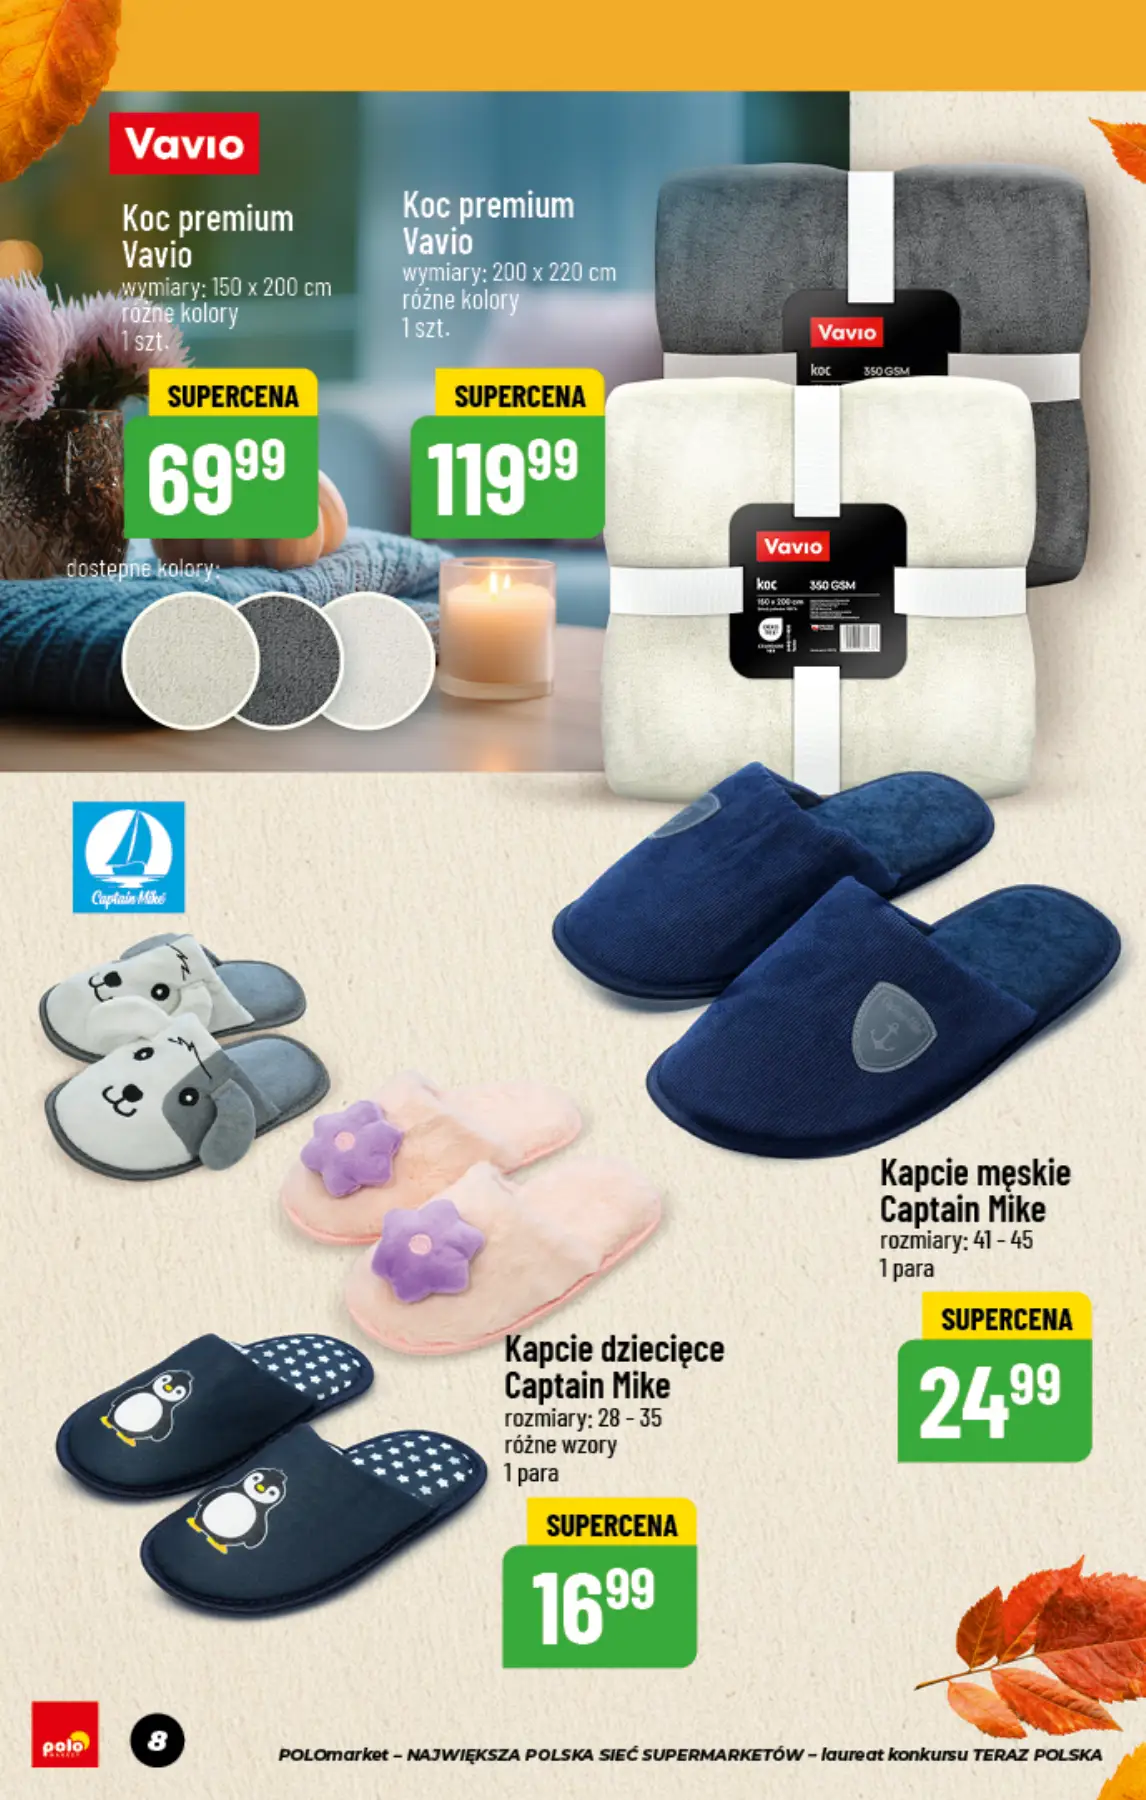 Vavio
Koc premium
Vavio
wymiary: 150 x 200 cm
różne kolory
1 szt.
SUPERCENA
69 99
Koc premium
Vavio
wymiary: 200 x 220 cm
różne kolory
1 szt.
SUPERCENA
119 99
dostępne kolory:
Vavio
koc 350 GSM
Vavio
koc 350 GSM
150 x 200 cm
Captain Mike
Kapcie męskie
Captain Mike
rozmiary: 41 - 45
1 para
SUPERCENA
24 99
Kapcie dziecięce
Captain Mike
rozmiary: 28 - 35
różne wzory
1 para
SUPERCENA
16 99
polo
MARKET
8
POLOmarket – NAJWIĘKSZA POLSKA SIEĆ SUPERMARKETÓW – laureat konkursu TERAZ POLSKA